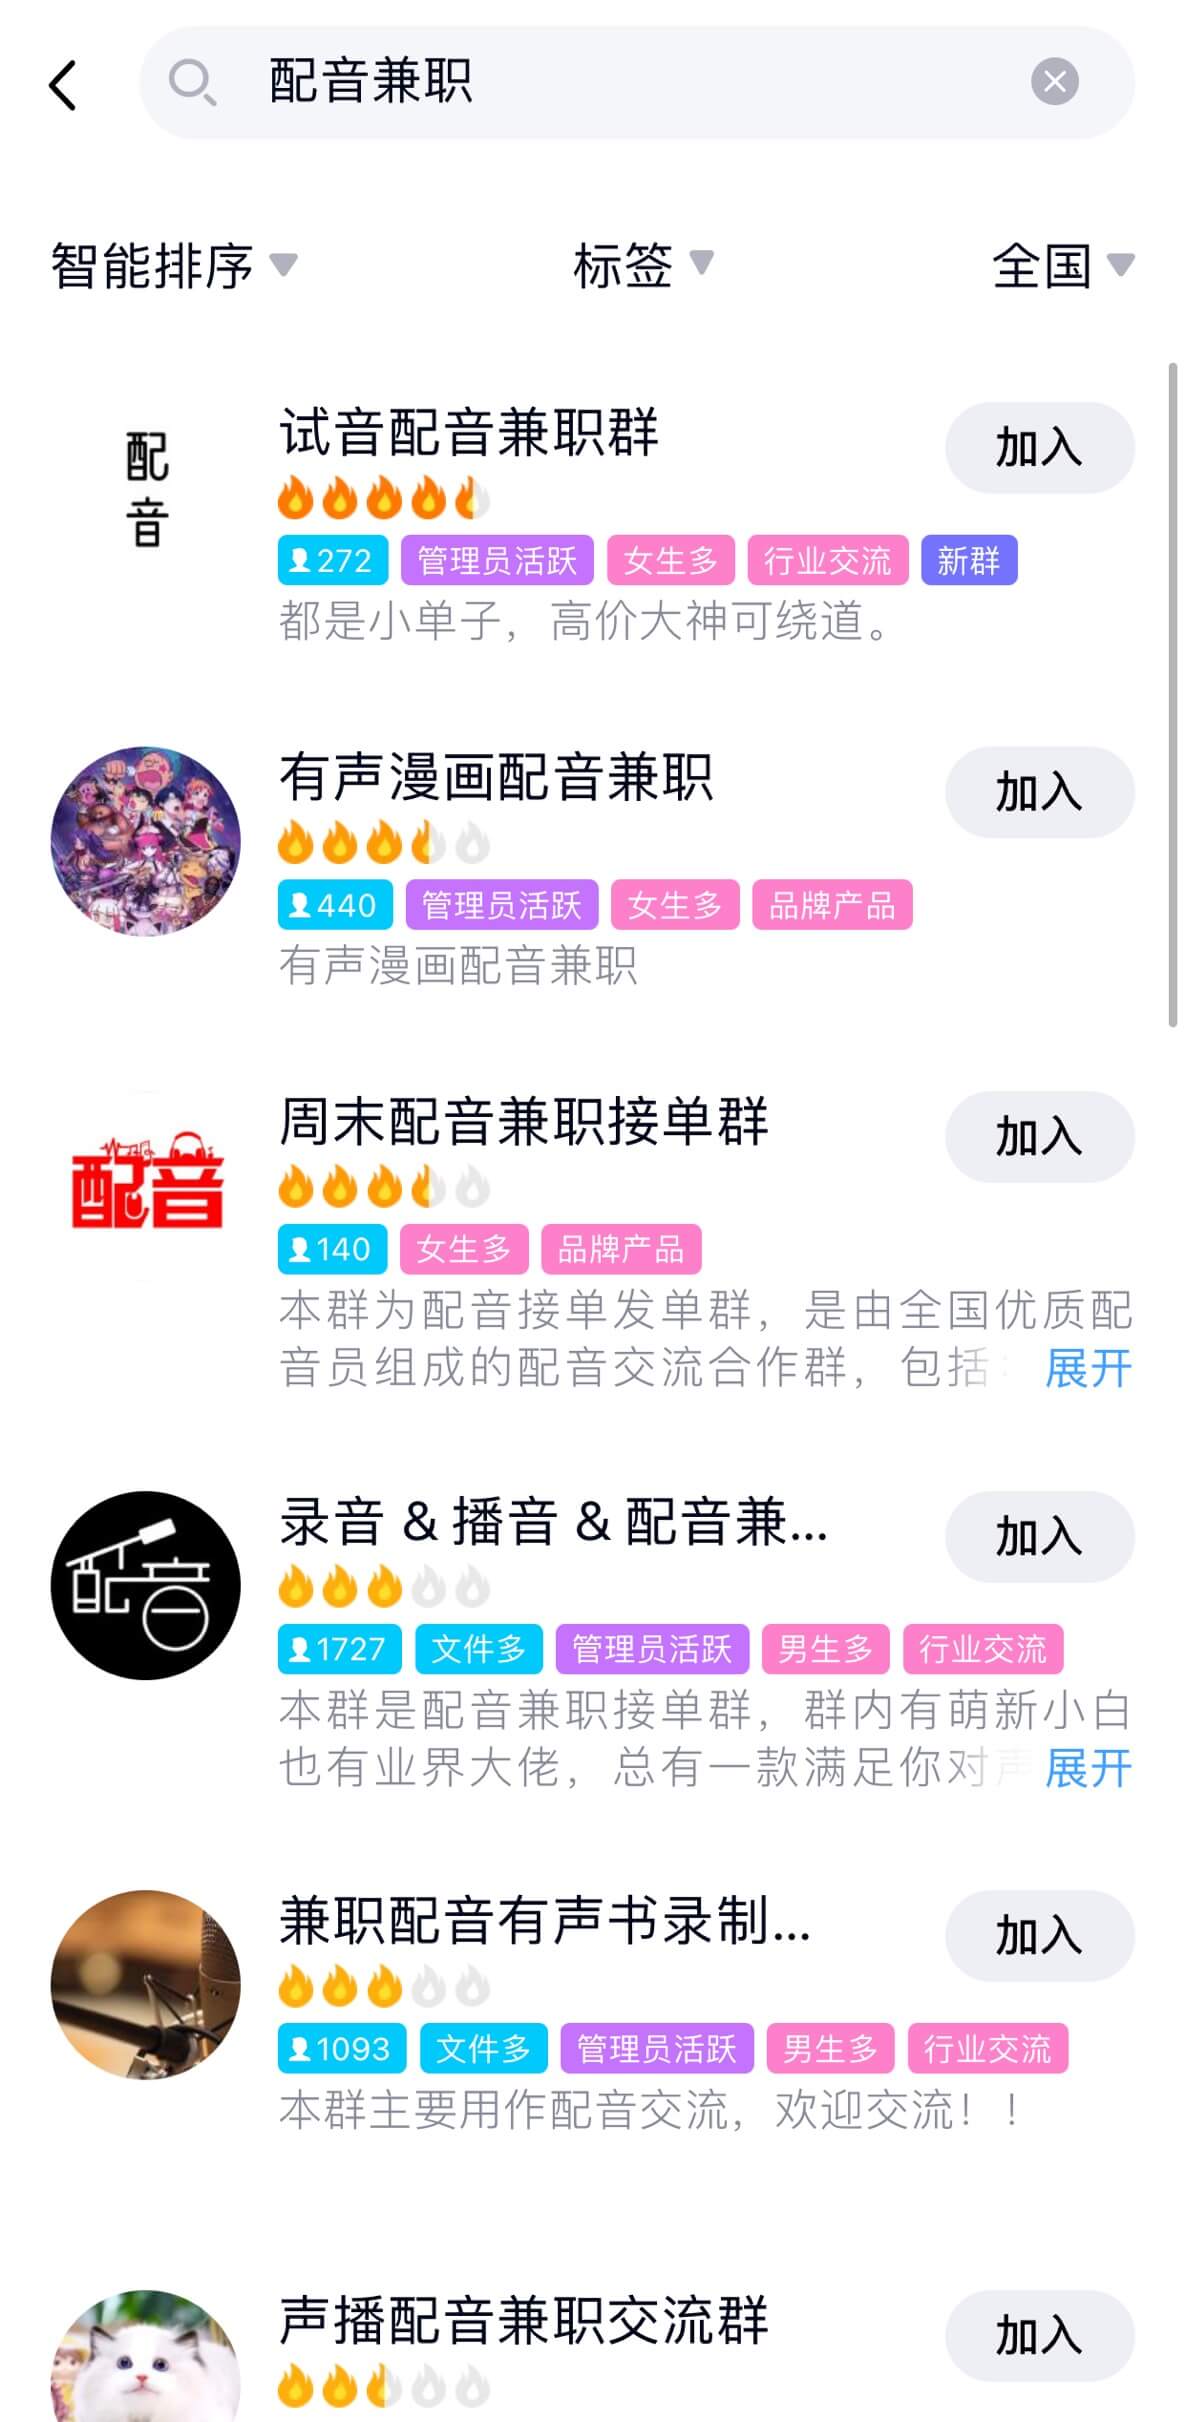 配音兼职
智能排序
标签
全国
配
音
试音配音兼职群
加入
272 管理员活跃 女生多 行业交流 新群
都是小单子，高价大神可绕道。
有声漫画配音兼职
加入
440 管理员活跃 女生多 品牌产品
有声漫画配音兼职
配音
周末配音兼职接单群
加入
140 女生多 品牌产品
本群为配音接单发单群，是由全国优质配
音员组成的配音交流合作群，包括 展开
配音
录音 & 播音 & 配音兼...
加入
1727 文件多 管理员活跃 男生多 行业交流
本群是配音兼职接单群，群内有萌新小白
也有业界大佬，总有一款满足你对声 展开
兼职配音有声书录制...
加入
1093 文件多 管理员活跃 男生多 行业交流
本群主要用作配音交流，欢迎交流！！
声播配音兼职交流群
加入